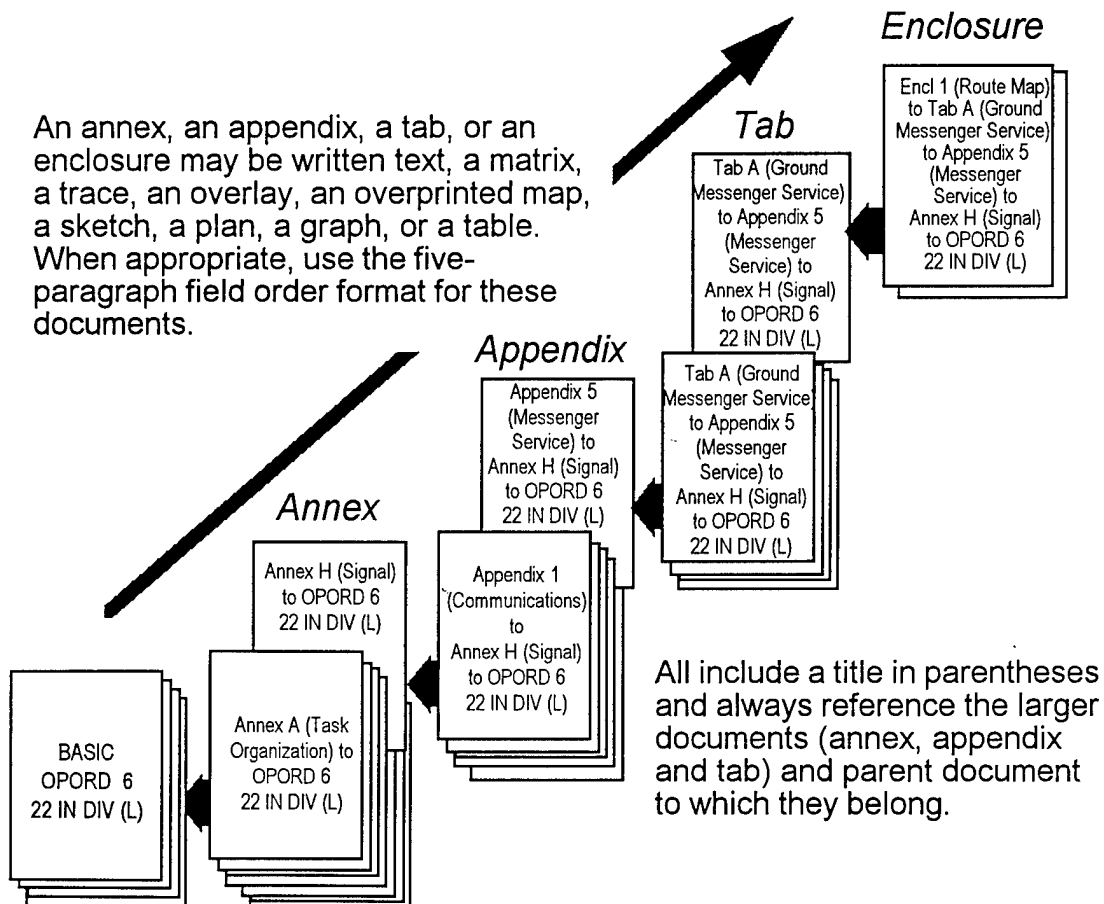 Enclosure
Encl 1 (Route Map)
to Tab A (Ground
Messenger Service)
to Appendix 5
(Messenger
Service) to
Annex H (Signal)
to OPORD 6
22 IN DIV (L)
Tab
Tab A (Ground
Messenger Service)
to Appendix 5
(Messenger
Service) to
Annex H (Signal)
to OPORD 6
22 IN DIV (L)
An annex, an appendix, a tab, or an
enclosure may be written text, a matrix,
a trace, an overlay, an overprinted map,
a sketch, a plan, a graph, or a table.
When appropriate, use the five-
paragraph field order format for these
documents.
Appendix
Appendix 5
(Messenger
Service) to
Annex H (Signal)
to OPORD 6
22 IN DIV (L)
Tab A (Ground
Messenger Service)
to Appendix 5
(Messenger
Service) to
Annex H (Signal)
to OPORD 6
22 IN DIV (L)
Annex
Annex H (Signal)
to OPORD 6
22 IN DIV (L)
Appendix 1
(Communications)
to
Annex H (Signal)
to OPORD 6
22 IN DIV (L)
Annex A (Task
Organization) to
OPORD 6
22 IN DIV (L)
BASIC
OPORD 6
22 IN DIV (L)
All include a title in parentheses
and always reference the larger
documents (annex, appendix
and tab) and parent document
to which they belong.